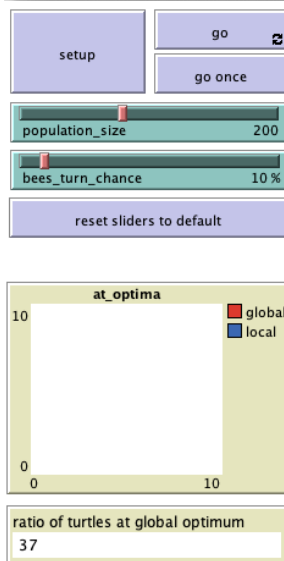 setup
go
go once
population_size 200
bees_turn_chance 10 %
reset sliders to default
at_optima
10
global
local
0
0 10
ratio of turtles at global optimum
37